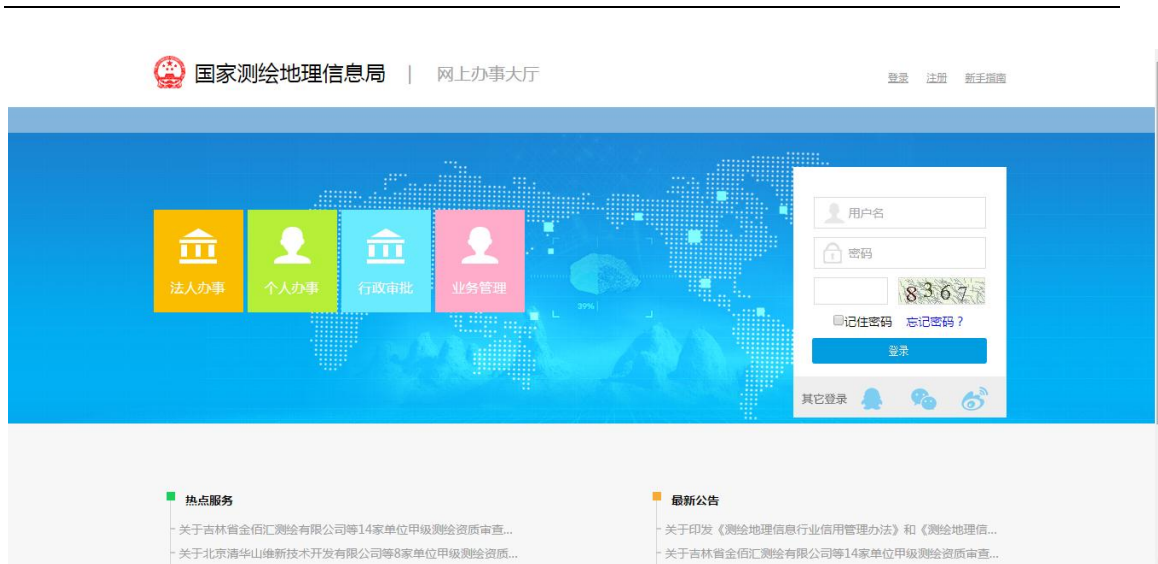 国家测绘地理信息局 | 网上办事大厅
登录 注册 新手指南
用户名
密码
法人办事 个人办事 行政审批 业务管理
39%
8367
记住密码 忘记密码？
登录
其它登录
热点服务
关于吉林省金佰汇测绘有限公司等14家单位甲级测绘资质审查...
关于北京清华山维新技术开发有限公司等8家单位甲级测绘资质...
最新公告
关于印发《测绘地理信息行业信用管理办法》和《测绘地理信...
关于吉林省金佰汇测绘有限公司等14家单位甲级测绘资质审查...